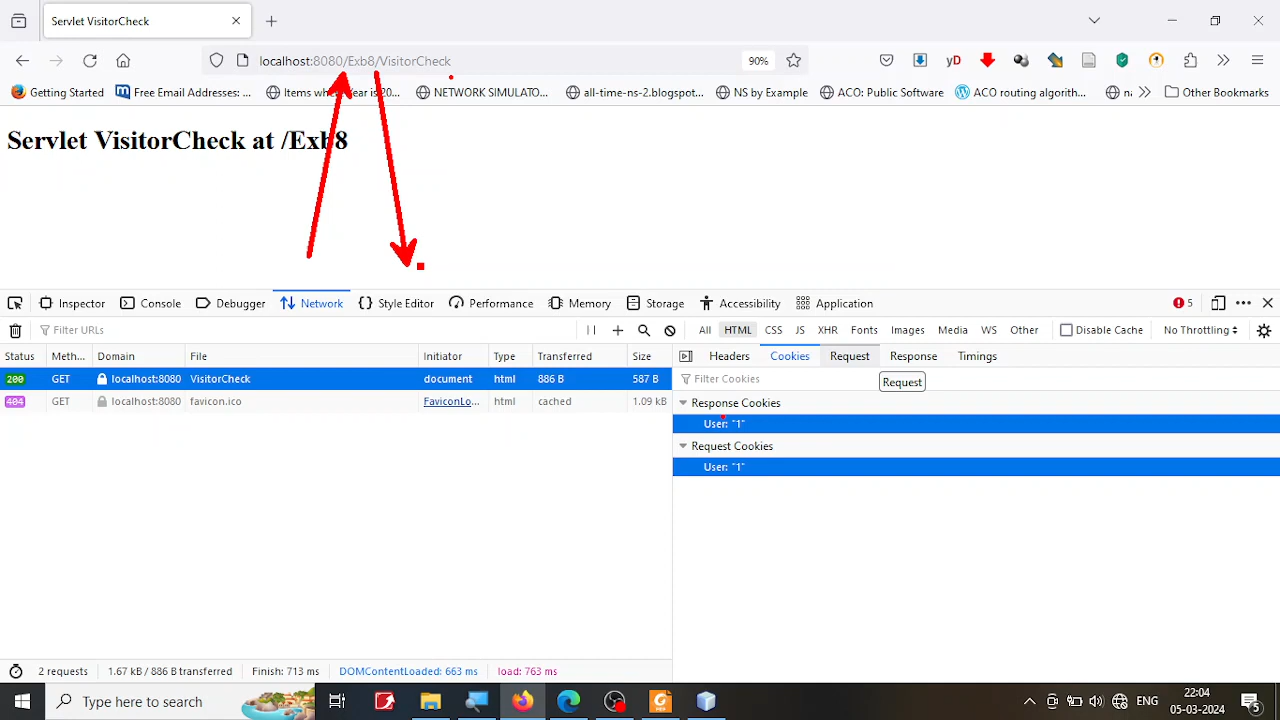 Servlet VisitorCheck
localhost:8080/Exb8/VisitorCheck
90%
yD
Getting Started
Free Email Addresses: ...
Items where Year is 20...
NETWORK SIMULATO...
all-time-ns-2.blogspot...
NS by Example
ACO: Public Software
ACO routing algorith...
Other Bookmarks
Servlet VisitorCheck at /Exb8
Inspector
Console
Debugger
Network
Style Editor
Performance
Memory
Storage
Accessibility
Application
5
Filter URLs
All
HTML
CSS
JS
XHR
Fonts
Images
Media
WS
Other
Disable Cache
No Throttling
Status
Meth...
Domain
File
Initiator
Type
Transferred
Size
Headers
Cookies
Request
Response
Timings
200
GET
localhost:8080
VisitorCheck
document
html
886 B
587 B
Filter Cookies
Request
404
GET
localhost:8080
favicon.ico
FaviconLo...
html
cached
1.09 kB
Response Cookies
User: "1"
Request Cookies
User: "1"
2 requests
1.67 kB / 886 B transferred
Finish: 713 ms
DOMContentLoaded: 663 ms
load: 763 ms
Type here to search
ENG
22:04
05-03-2024
5